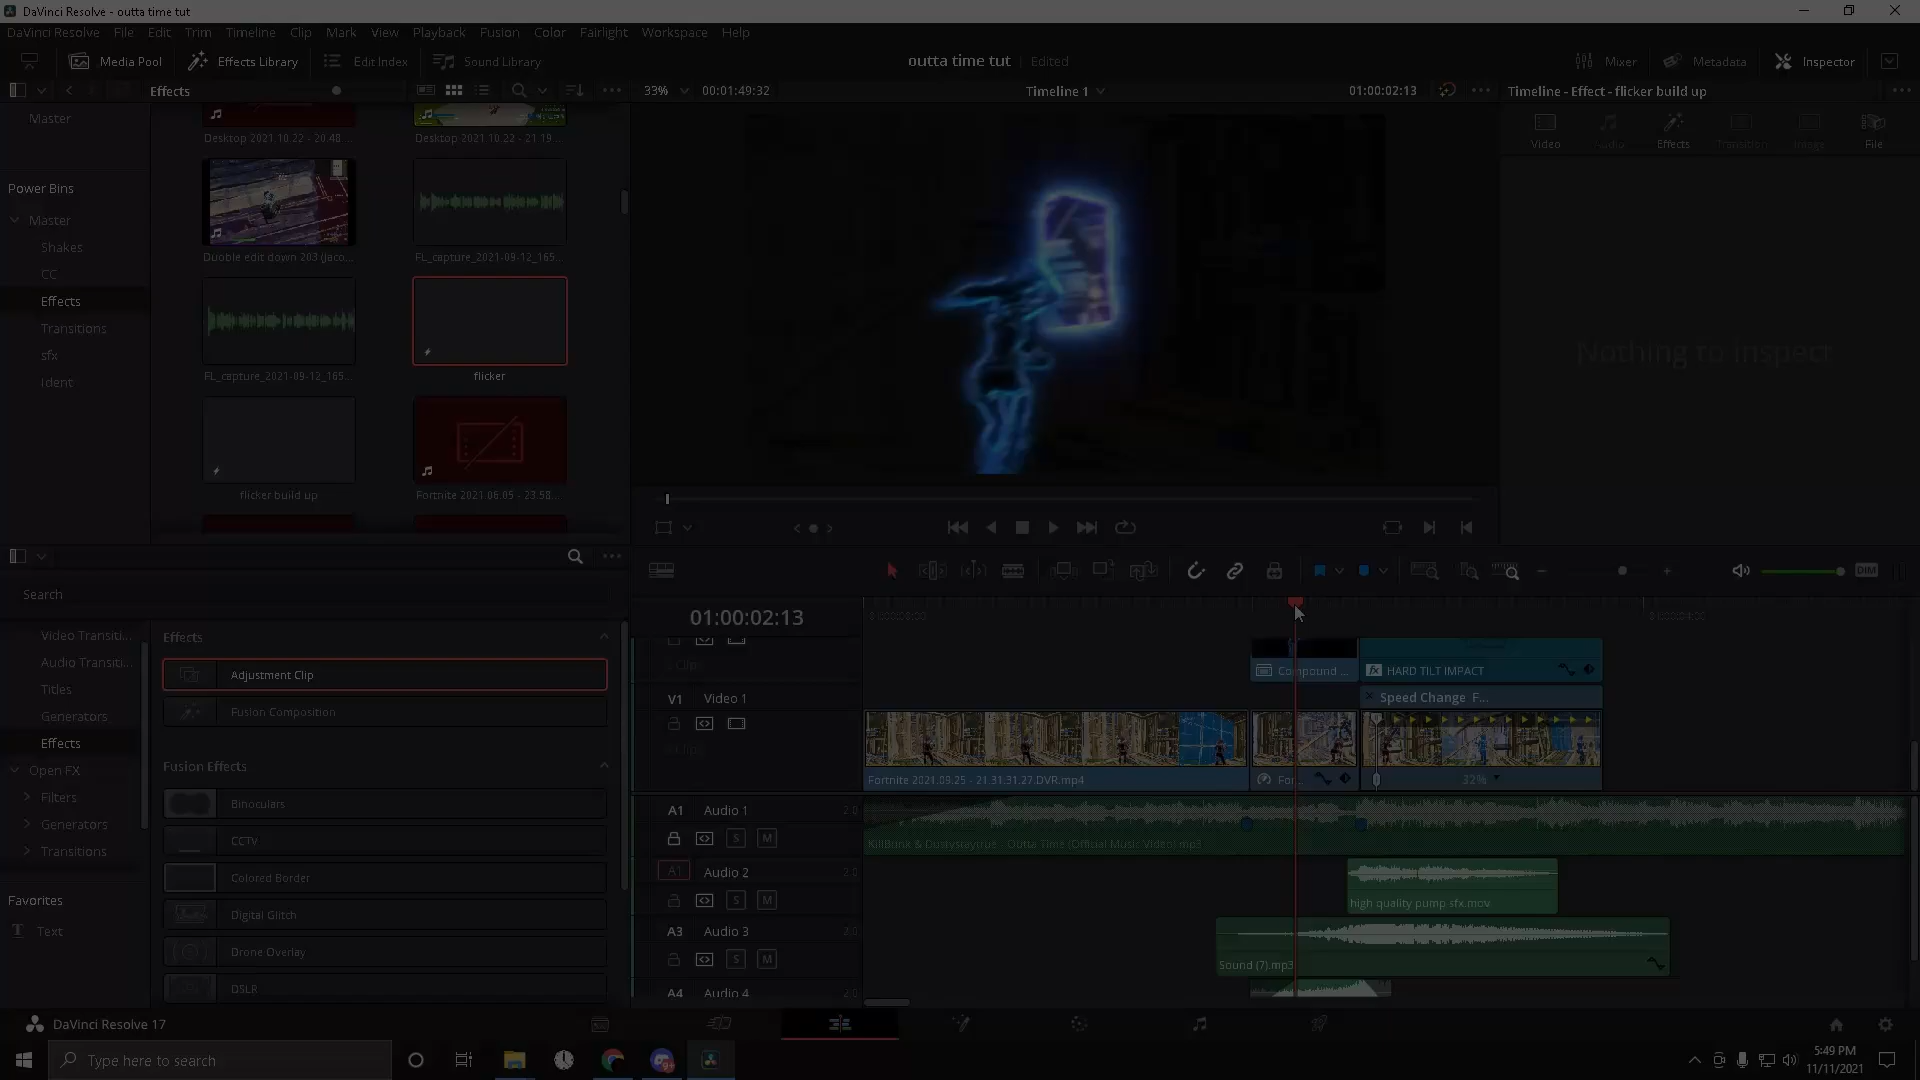 DaVinci Resolve - outta time tut
DaVinci Resolve File Edit Trim Timeline Clip Mark View Playback Fusion Color Fairlight Workspace Help
Media Pool Effects Library Edit Index Sound Library outta time tut Edited Mixer Metadata Inspector
Effects 33% 00:01:49:32 Timeline 1 01:00:02:13 Timeline - Effect - flicker build up
Master
Desktop 2021.10.22 - 20.48... Desktop 2021.10.22 - 21.19...
Video Audio Effects Transition Image File
Power Bins
Master
Shakes
CC
Effects
Transitions
sfx
Ident
Duoble edit down 203 (Jaco... FL_capture_2021-09-12_165...
FL_capture_2021-09-12_165... flicker
flicker build up Fortnite 2021.06.05 - 23.58...
Nothing to inspect
Search
Video Transiti...
Audio Transiti...
Titles
Generators
Effects
Open FX
Filters
Generators
Transitions
Favorites
Text
Effects
Adjustment Clip
Fusion Composition
Fusion Effects
Binoculars
CCTV
Colored Border
Digital Glitch
Drone Overlay
DSLR
DIM
01:00:02:13
Compound ... HARD TILT IMPACT
V1 Video 1 Speed Change F...
Fortnite 2021.09.25 - 21.31.31.27.DVR.mp4 For... 32%
A1 Audio 1 2.0
S M KillBunk & Dustystaytrue - Outta Time (Official Music Video).mp3
A1 Audio 2 2.0
S M high quality pump sfx.mov
A3 Audio 3 2.0
S M Sound (7).mp3
A4 Audio 4 2.0
DaVinci Resolve 17
Type here to search
5:49 PM
11/11/2021